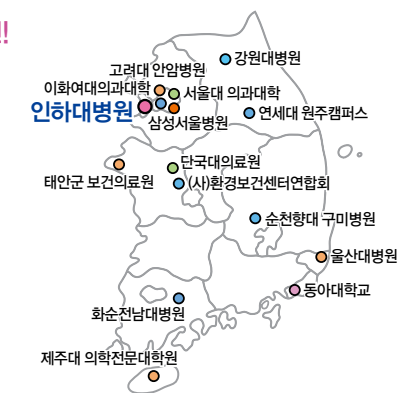 !!
강원대병원
고려대 안암병원
이화여대의과대학
서울대 의과대학
인하대병원
연세대 원주캠퍼스
삼성서울병원
단국대의료원
태안군 보건의료원
(사)환경보건센터연합회
순천향대 구미병원
울산대병원
동아대학교
화순전남대병원
제주대 의학전문대학원